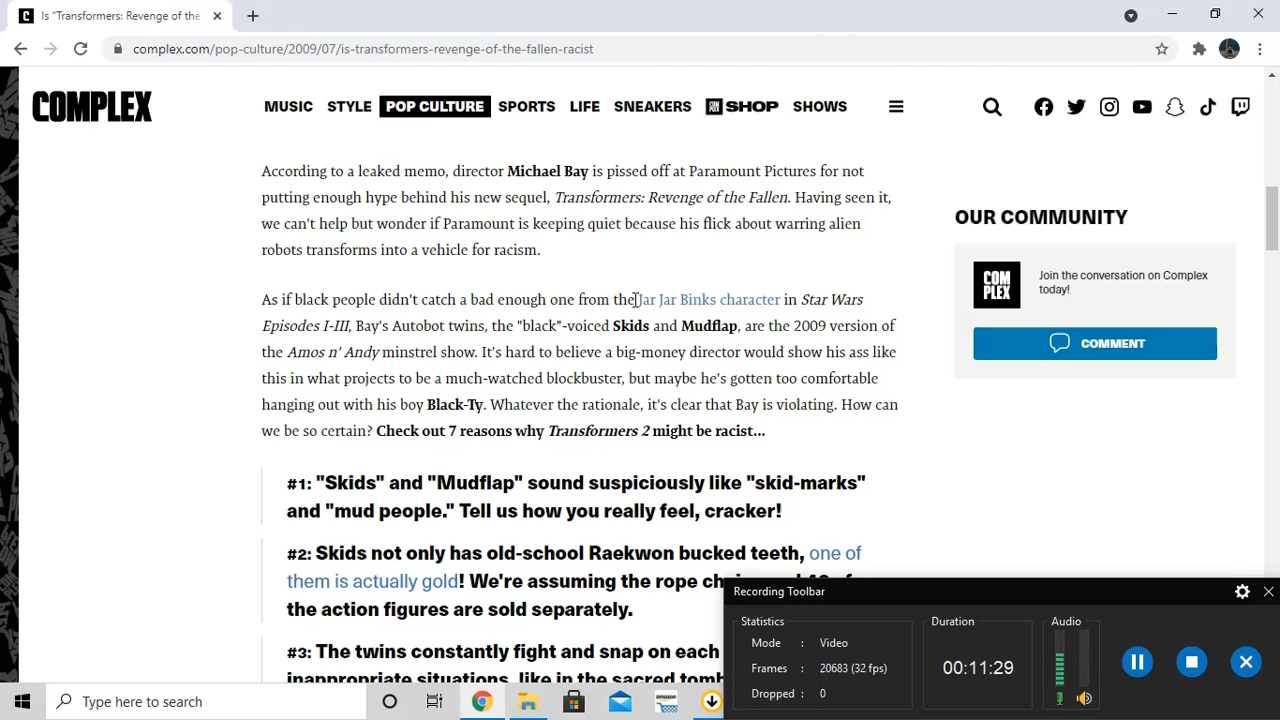 Is "Transformers: Revenge of the
complex.com/pop-culture/2009/07/is-transformers-revenge-of-the-fallen-racist
COMPLEX
MUSIC STYLE POP CULTURE SPORTS LIFE SNEAKERS SHOP SHOWS
According to a leaked memo, director Michael Bay is pissed off at Paramount Pictures for not
putting enough hype behind his new sequel, Transformers: Revenge of the Fallen. Having seen it,
we can't help but wonder if Paramount is keeping quiet because his flick about warring alien
robots transforms into a vehicle for racism.
As if black people didn't catch a bad enough one from the Jar Jar Binks character in Star Wars
Episodes I-III, Bay's Autobot twins, the "black"-voiced Skids and Mudflap, are the 2009 version of
the Amos n' Andy minstrel show. It's hard to believe a big-money director would show his ass like
this in what projects to be a much-watched blockbuster, but maybe he's gotten too comfortable
hanging out with his boy Black-Ty. Whatever the rationale, it's clear that Bay is violating. How can
we be so certain? Check out 7 reasons why Transformers 2 might be racist...
#1: "Skids" and "Mudflap" sound suspiciously like "skid-marks"
and "mud people." Tell us how you really feel, cracker!
#2: Skids not only has old-school Raekwon bucked teeth, one of
them is actually gold! We're assuming the rope
the action figures are sold separately.
#3: The twins constantly fight and snap on each
inappropriate situations, like in the sacred tomb
OUR COMMUNITY
COM
PLEX
Join the conversation on Complex
today!
COMMENT
Recording Toolbar
Statistics
Mode : Video
Frames : 20683 (32 fps)
Dropped : 0
Duration
00:11:29
Audio
Type here to search
amazon